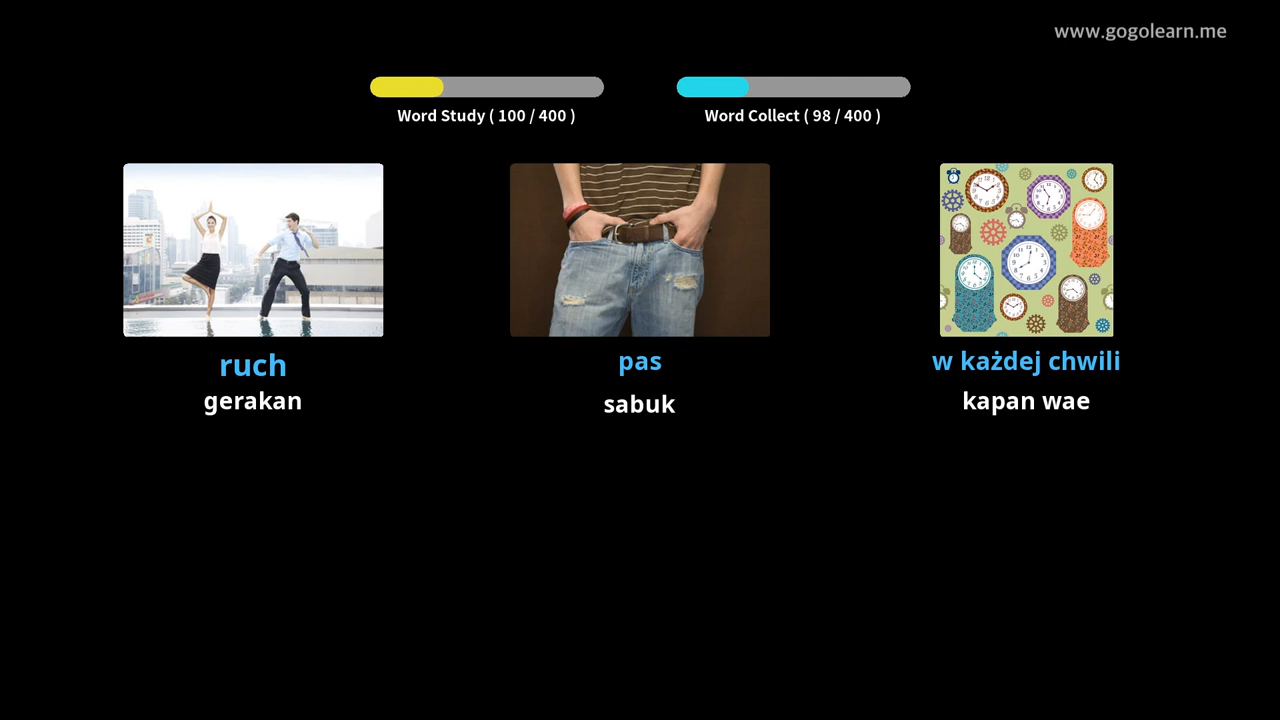 www.gogolearn.me
Word Study ( 100 / 400 )
Word Collect ( 98 / 400 )
ruch
gerakan
pas
sabuk
w każdej chwili
kapan wae